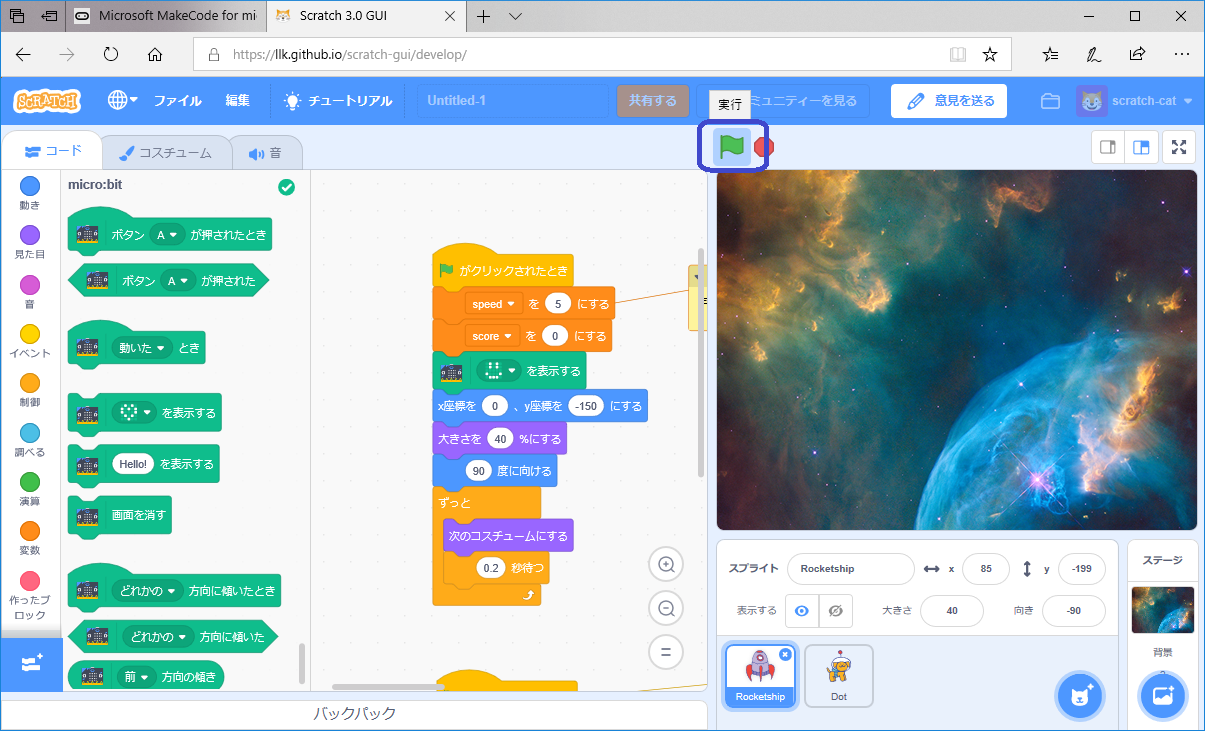 Microsoft MakeCode for mi
Scratch 3.0 GUI
https://llk.github.io/scratch-gui/develop/
SCRATCH
ファイル
編集
チュートリアル
Untitled-1
共有する
実行
ミュニティーを見る
意見を送る
scratch-cat
コード
コスチューム
音
動き
見た目
音
イベント
制御
調べる
演算
変数
作ったブ
ロック
micro:bit
ボタン A が押されたとき
ボタン A が押された
動いた とき
を表示する
Hello! を表示する
画面を消す
どれかの 方向に傾いたとき
どれかの 方向に傾いた
前 方向の傾き
がクリックされたとき
speed を 5 にする
score を 0 にする
を表示する
x座標を 0 、y座標を -150 にする
大きさを 40 %にする
90 度に向ける
ずっと
次のコスチュームにする
0.2 秒待つ
バックパック
スプライト Rocketship x 85 y -199
表示する 大きさ 40 向き -90
Rocketship
Dot
ステージ
背景